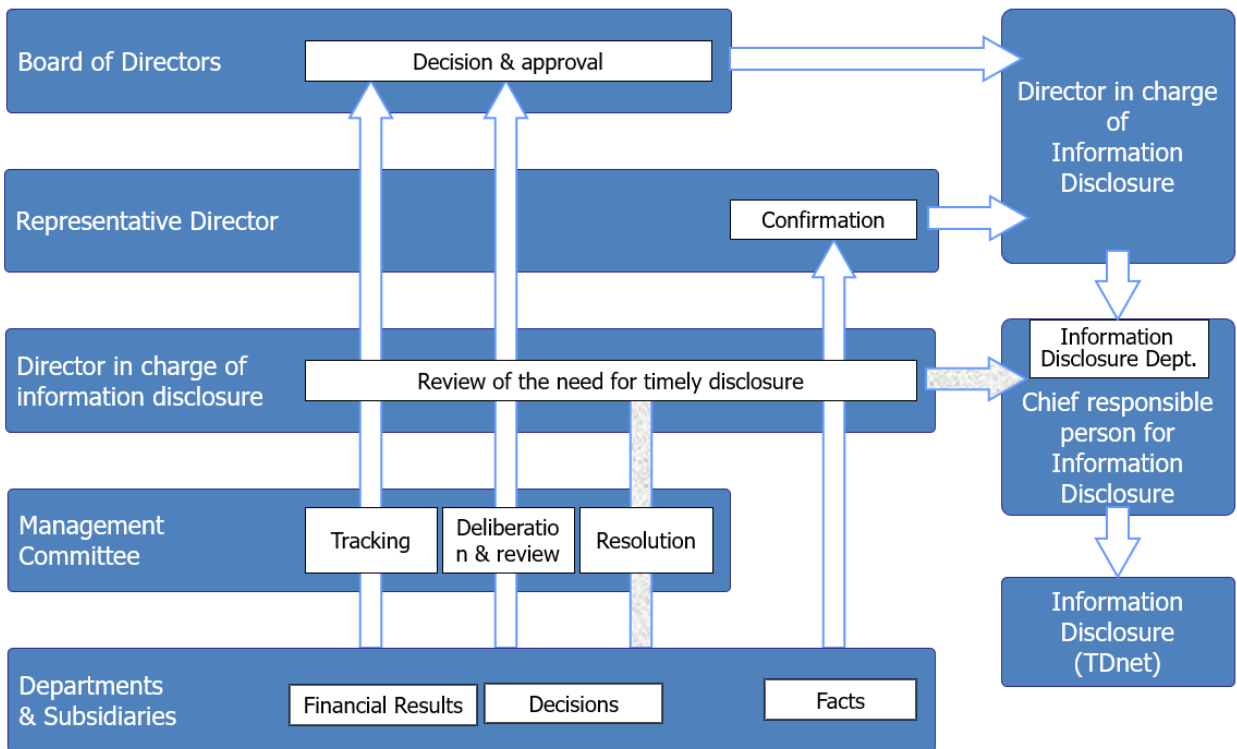 Board of Directors
Decision & approval
Director in charge
of
Information
Disclosure
Representative Director
Confirmation
Director in charge of
information disclosure
Review of the need for timely disclosure
Information
Disclosure Dept.
Chief responsible
person for
Information
Disclosure
Management
Committee
Tracking
Deliberatio
n & review
Resolution
Information
Disclosure
(TDnet)
Departments
& Subsidiaries
Financial Results
Decisions
Facts